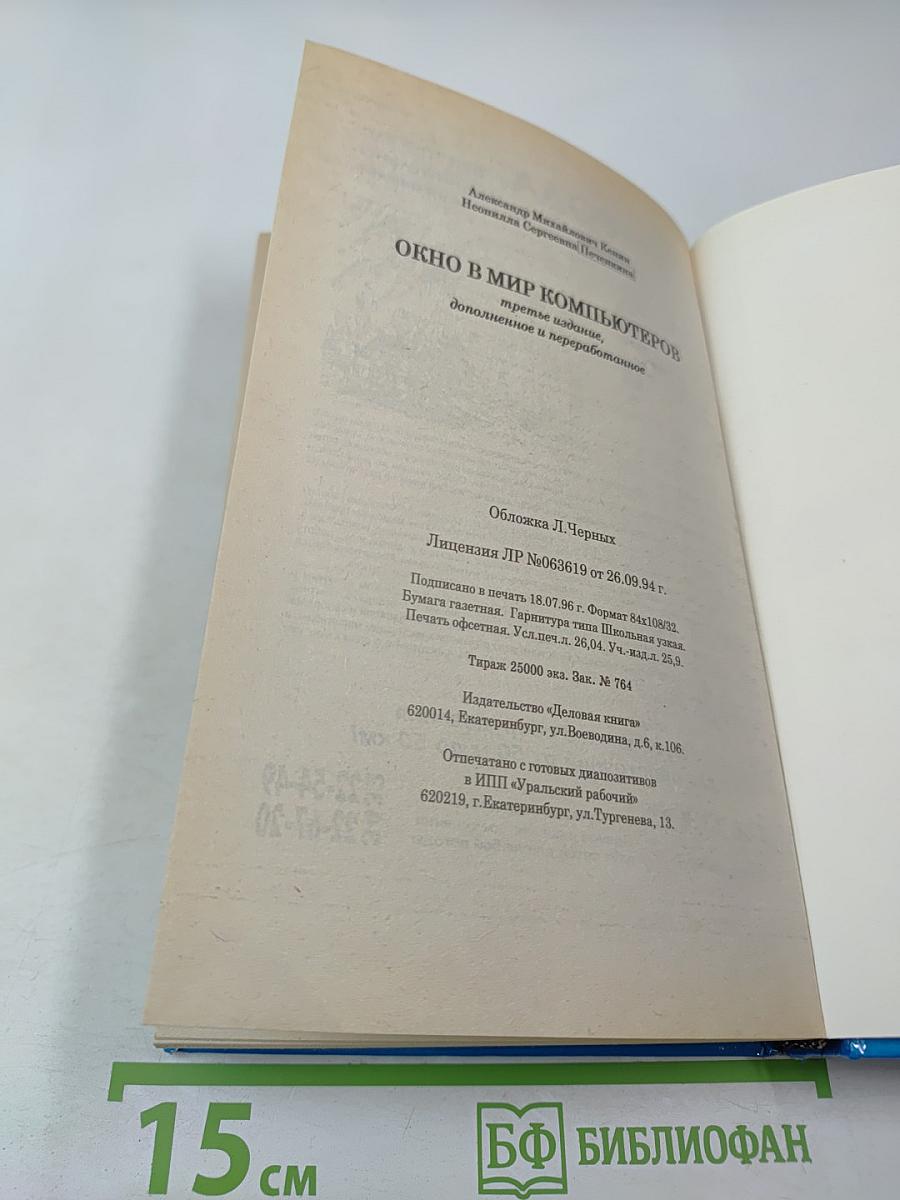 Александр Михайлович Кенин
Неонилла Сергеевна Печенкина
ОКНО В МИР КОМПЬЮТЕРОВ
третье издание,
дополненное и переработанное
Обложка Л.Черных
Лицензия ЛР №063619 от 26.09.94 г.
Подписано в печать 18.07.96 г. Формат 84х108/32.
Бумага газетная. Гарнитура типа Школьная узкая.
Печать офсетная. Усл.печ.л. 26,04. Уч.-изд.л. 25,9.
Тираж 25000 экз. Зак. № 764
Издательство «Деловая книга»
620014, Екатеринбург, ул.Воеводина, д.6, к.106.
Отпечатано с готовых диапозитивов
в ИПП «Уральский рабочий»
620219, г.Екатеринбург, ул.Тургенева, 13.
15 см
БФ БИБЛИОФАН